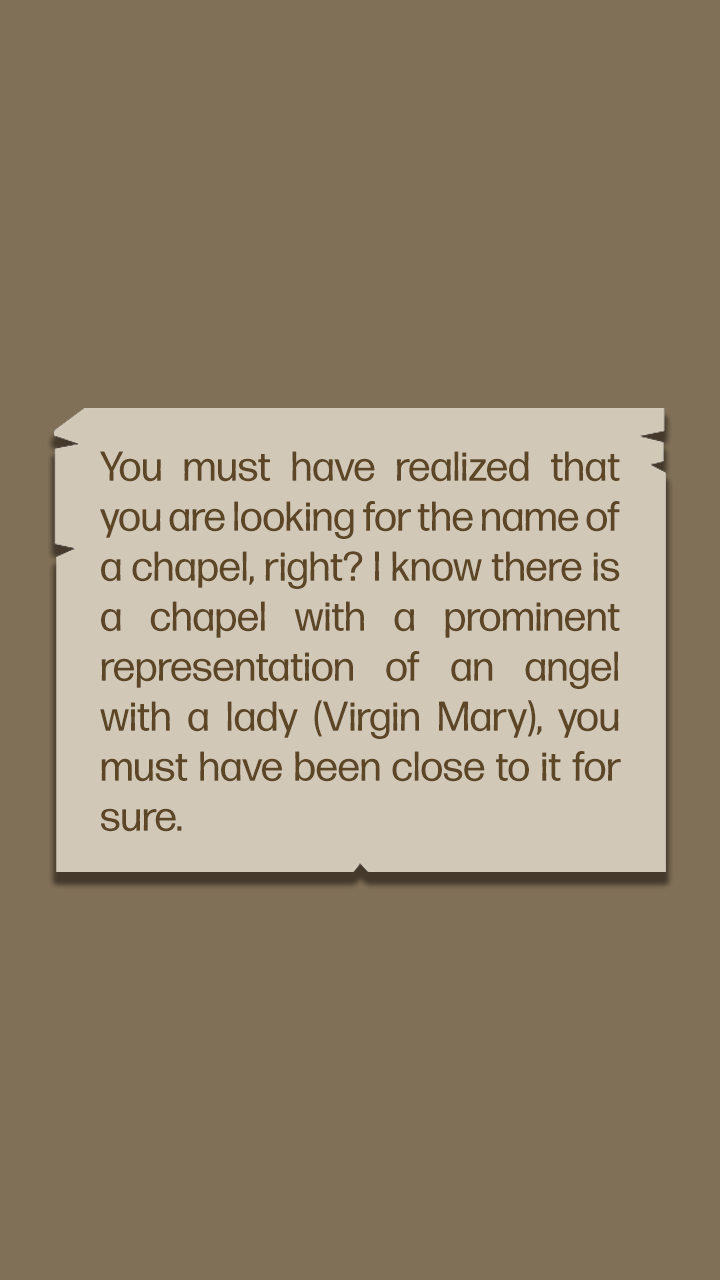 You must have realized that
you are looking for the name of
a chapel, right? I know there is
a chapel with a prominent
representation of an angel
with a lady (Virgin Mary), you
must have been close to it for
sure.